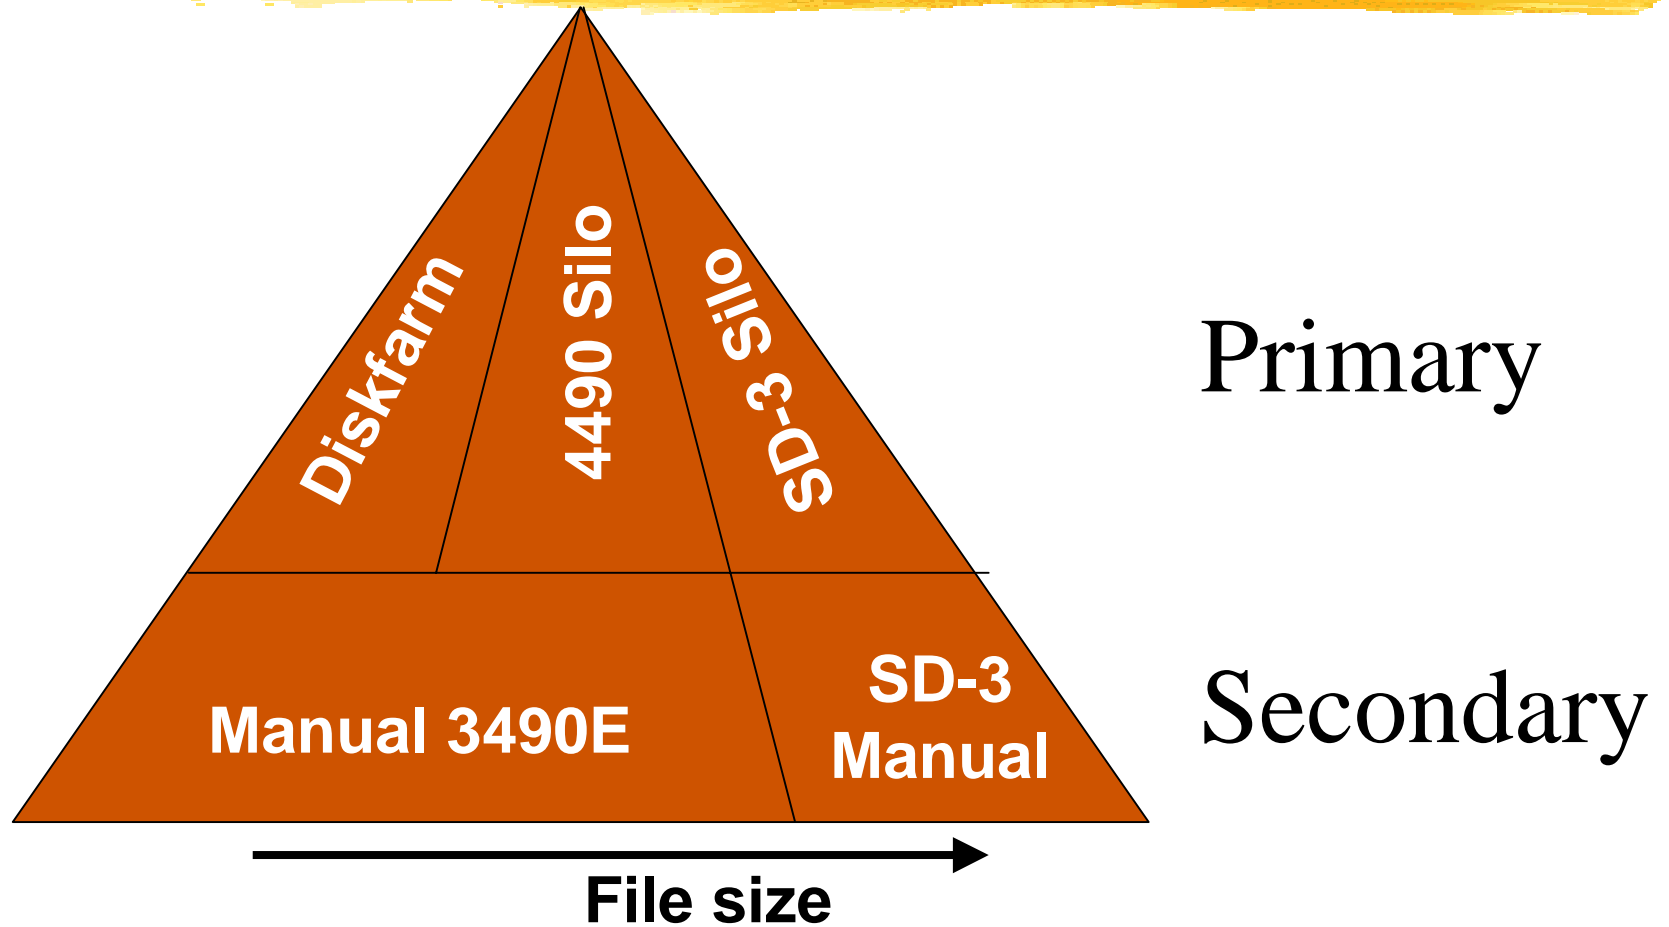 Diskfarm
4490 Silo
SD-3 Silo
Primary
Manual 3490E
SD-3
Manual
Secondary
File size